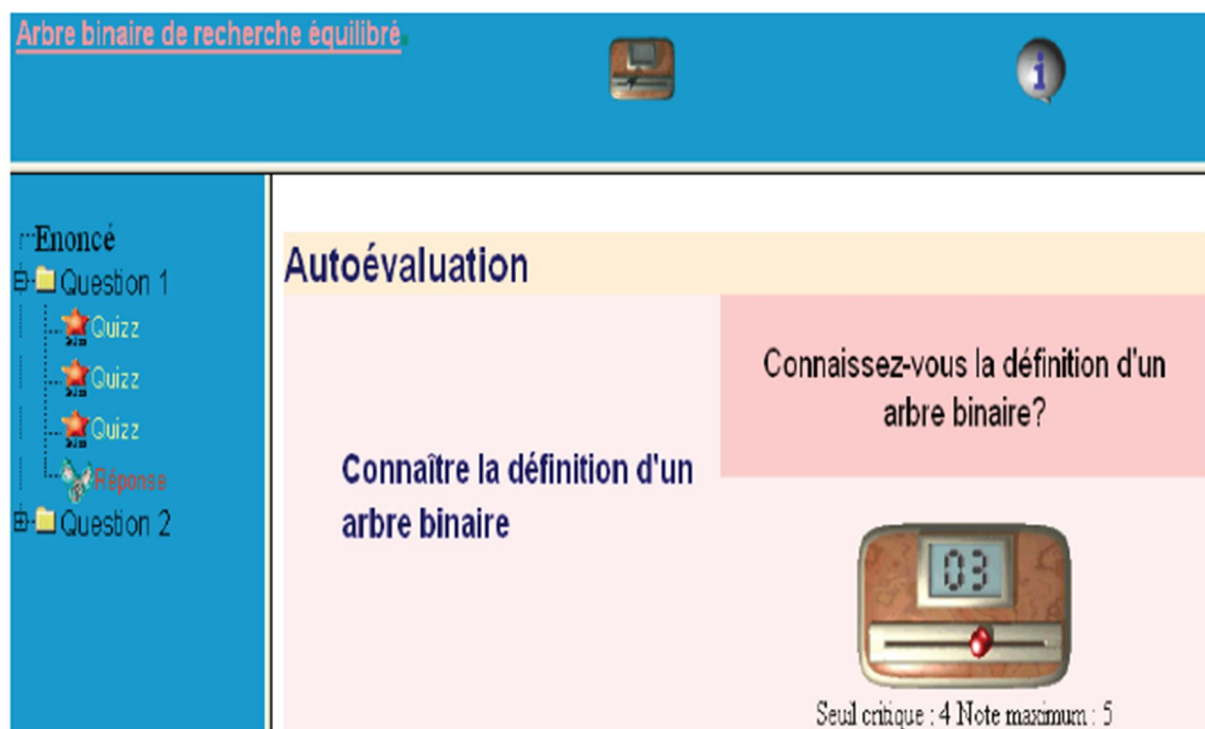 Arbre binaire de recherche équilibré.
i
Enoncé
Question 1
Quizz
Quizz
Quizz
Réponse
Question 2
Autoévaluation
Connaître la définition d'un
arbre binaire
Connaissez-vous la définition d'un
arbre binaire?
03
Seuil critique : 4 Note maximum : 5